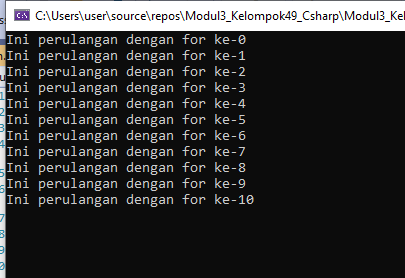 C:\Users\user\source\repos\Modul3_Kelompok49_Csharp\Modul3_Kel
Ini perulangan dengan for ke-0
Ini perulangan dengan for ke-1
Ini perulangan dengan for ke-2
Ini perulangan dengan for ke-3
Ini perulangan dengan for ke-4
Ini perulangan dengan for ke-5
Ini perulangan dengan for ke-6
Ini perulangan dengan for ke-7
Ini perulangan dengan for ke-8
Ini perulangan dengan for ke-9
Ini perulangan dengan for ke-10